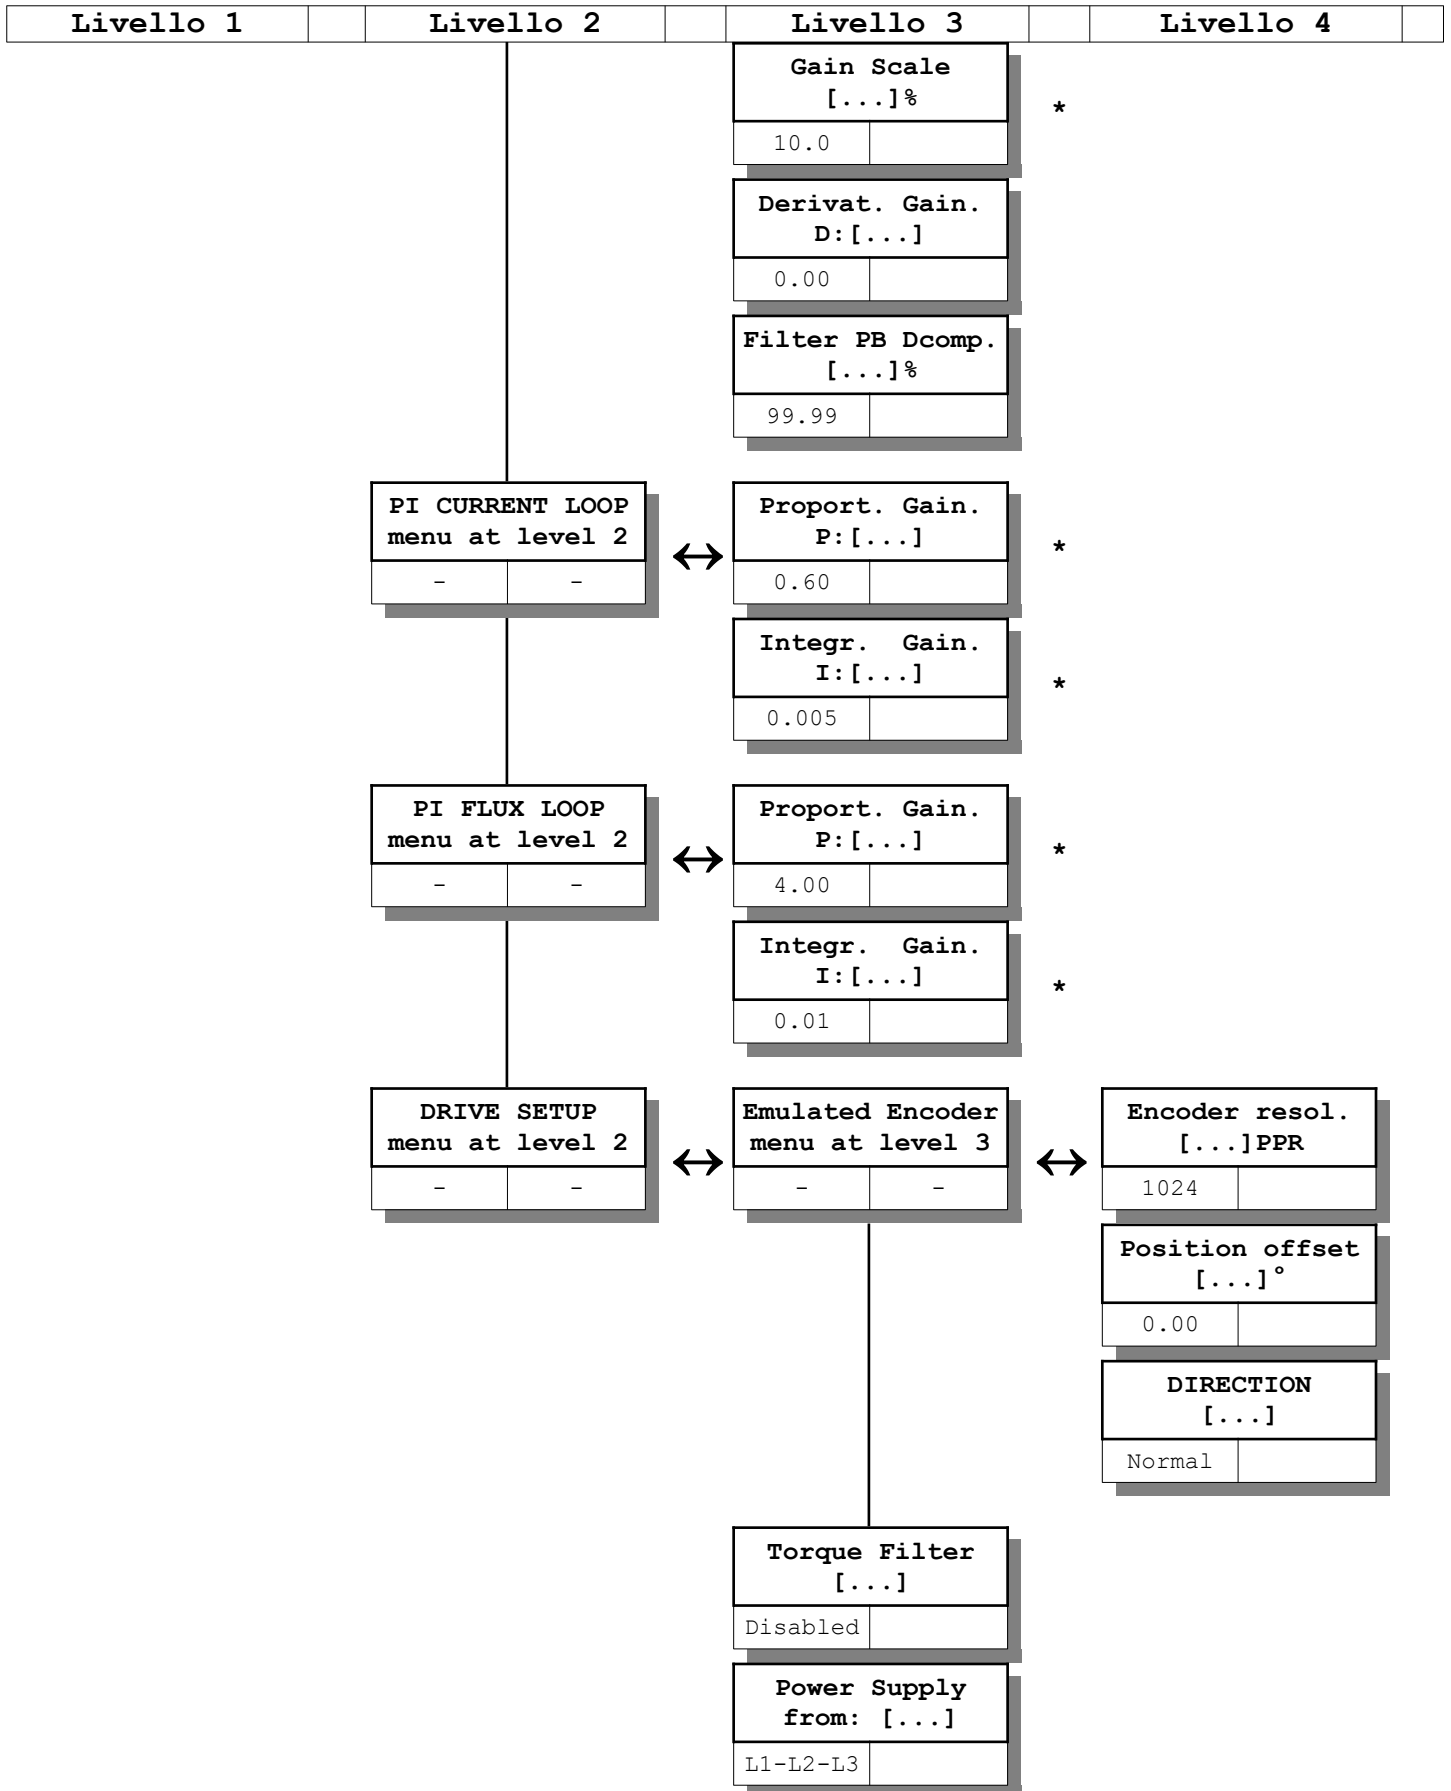 Livello 1 Livello 2 Livello 3 Livello 4
Gain Scale
[...]%
*
10.0
Derivat. Gain.
D:[...]
0.00
Filter PB Dcomp.
[...]%
99.99
PI CURRENT LOOP
menu at level 2
- -
Proport. Gain.
P:[...]
*
0.60
Integr. Gain.
I:[...]
*
0.005
PI FLUX LOOP
menu at level 2
- -
Proport. Gain.
P:[...]
*
4.00
Integr. Gain.
I:[...]
*
0.01
DRIVE SETUP
menu at level 2
- -
Emulated Encoder
menu at level 3
- -
Encoder resol.
[...]PPR
1024
Position offset
[...]°
0.00
DIRECTION
[...]
Normal
Torque Filter
[...]
Disabled
Power Supply
from: [...]
L1-L2-L3